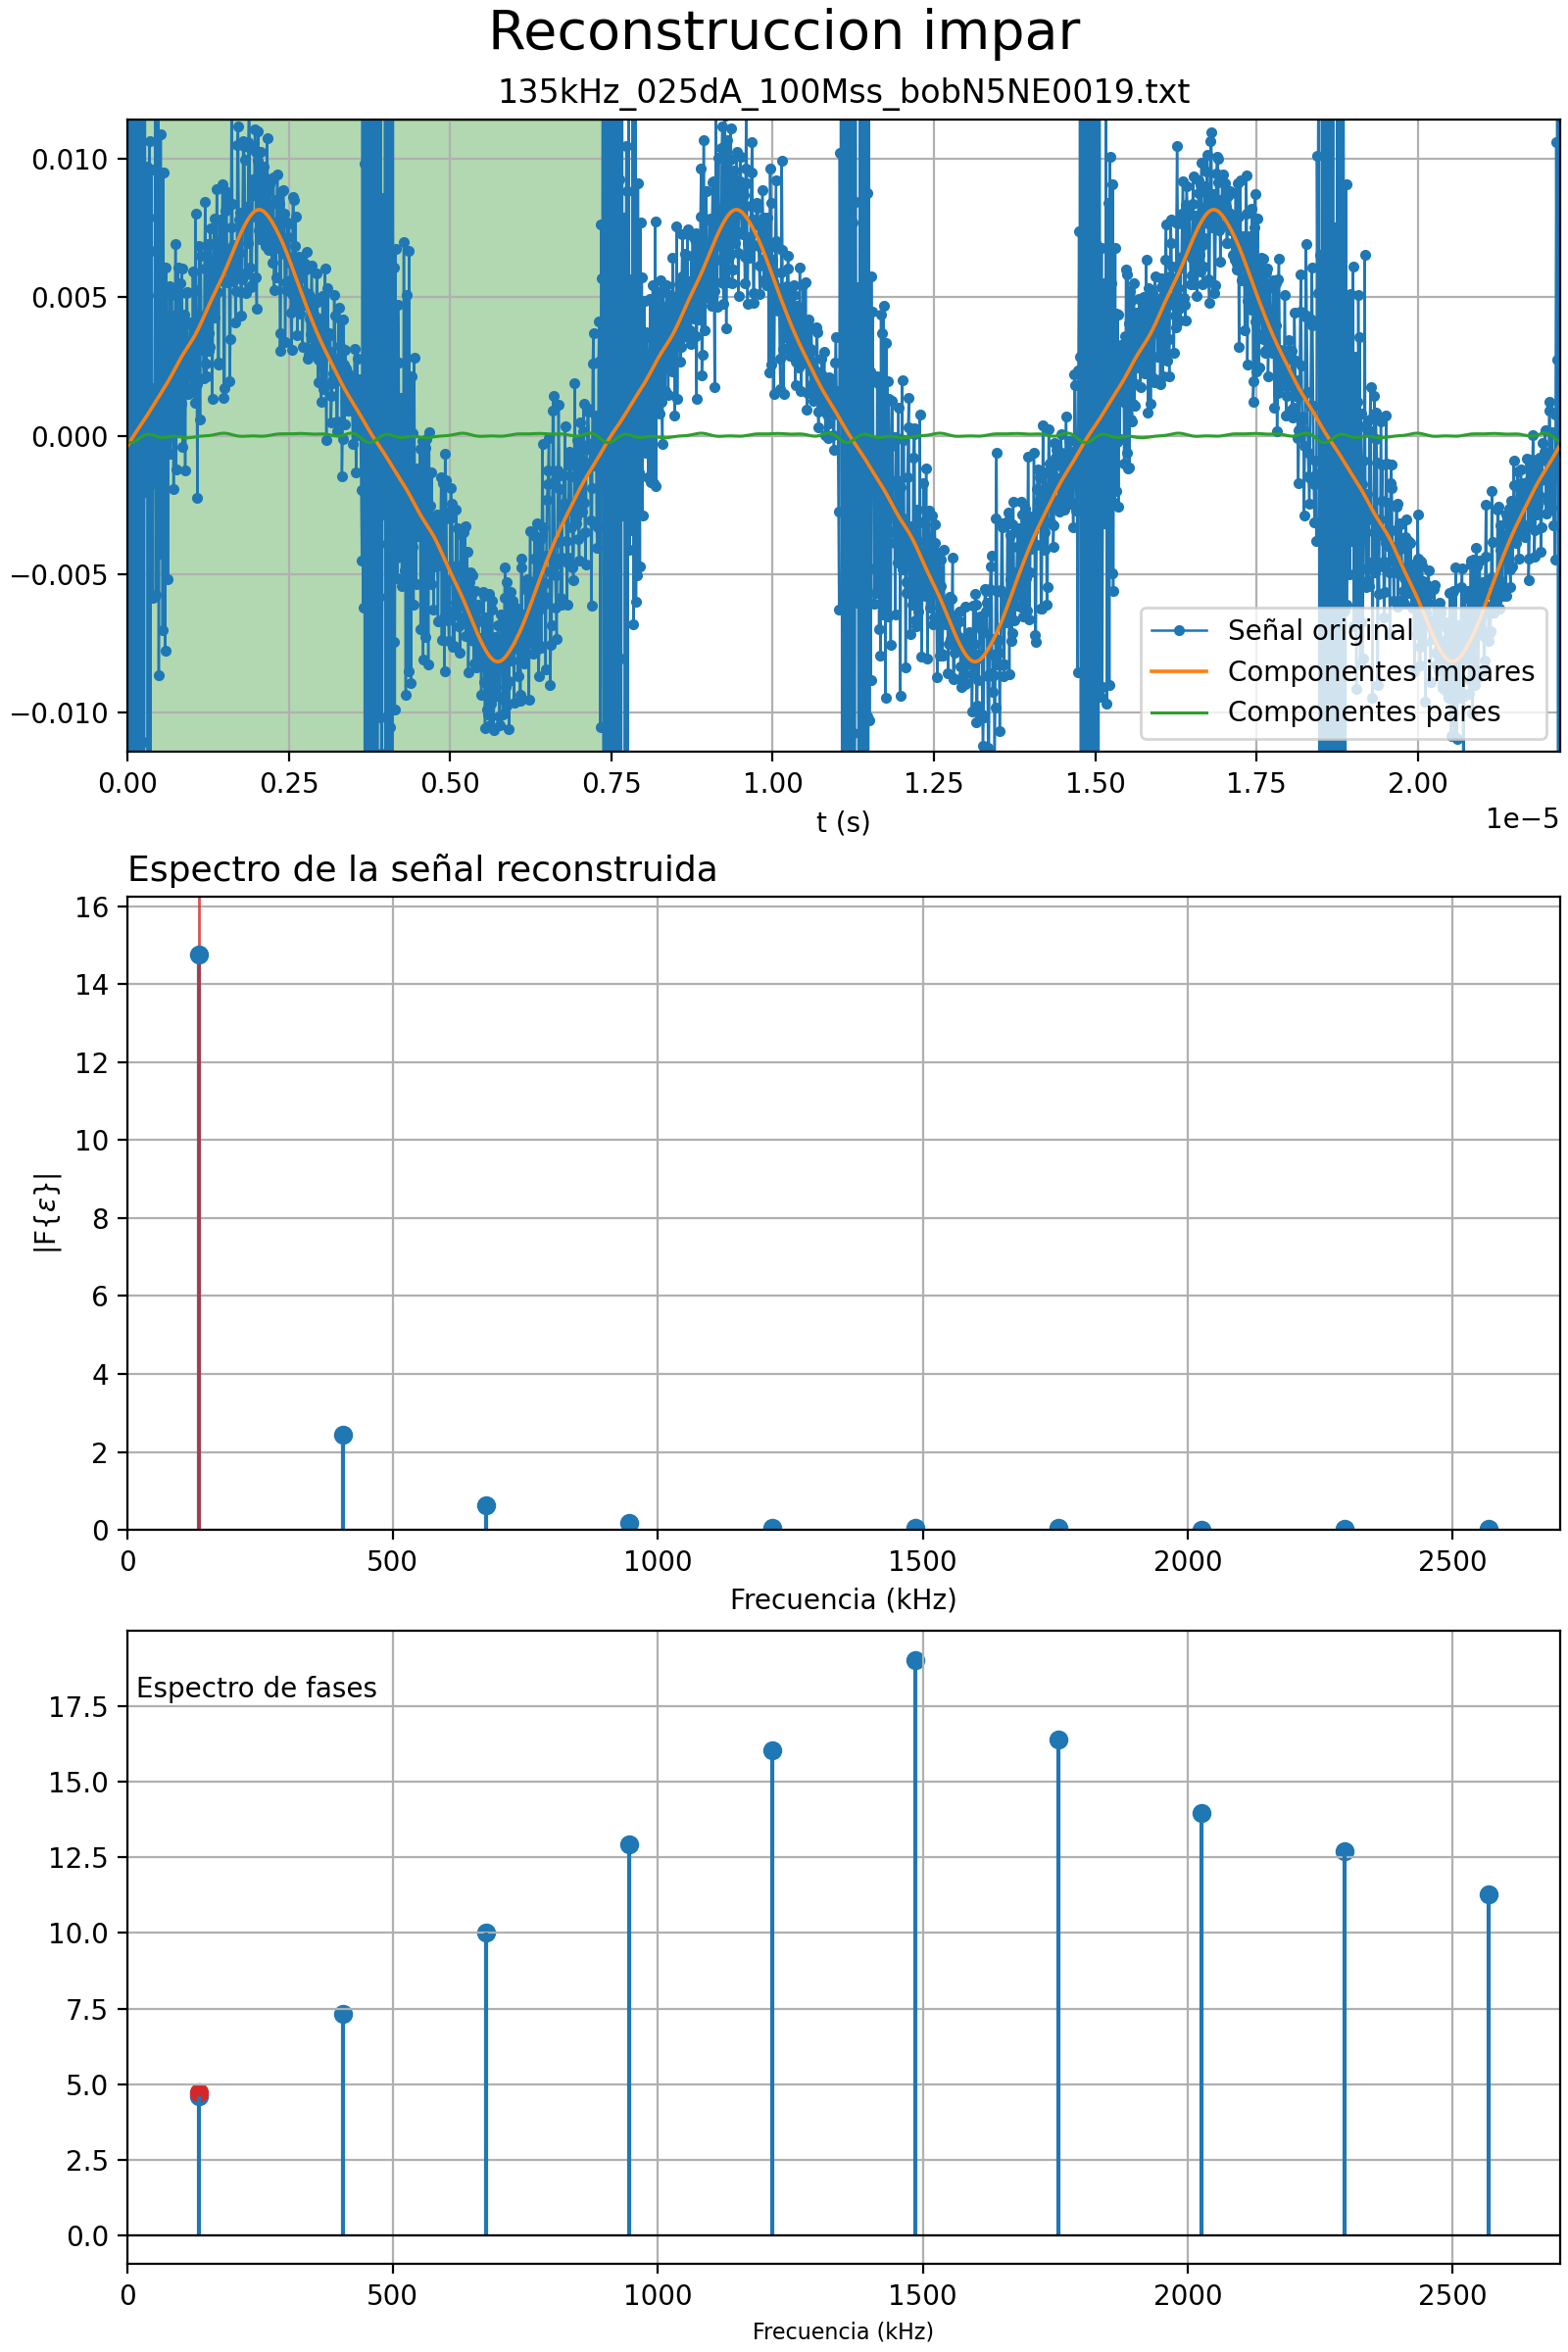 Reconstruccion impar
135kHz_025dA_100Mss_bobN5NE0019.txt
0.010
0.005
0.000
−0.005
−0.010
Señal original
Componentes impares
Componentes pares
0.00 0.25 0.50 0.75 1.00 1.25 1.50 1.75 2.00
1e−5
t (s)
Espectro de la señal reconstruida
16
14
12
10
8
6
4
2
0
|F{ε}|
0 500 1000 1500 2000 2500
Frecuencia (kHz)
Espectro de fases
17.5
15.0
12.5
10.0
7.5
5.0
2.5
0.0
0 500 1000 1500 2000 2500
Frecuencia (kHz)